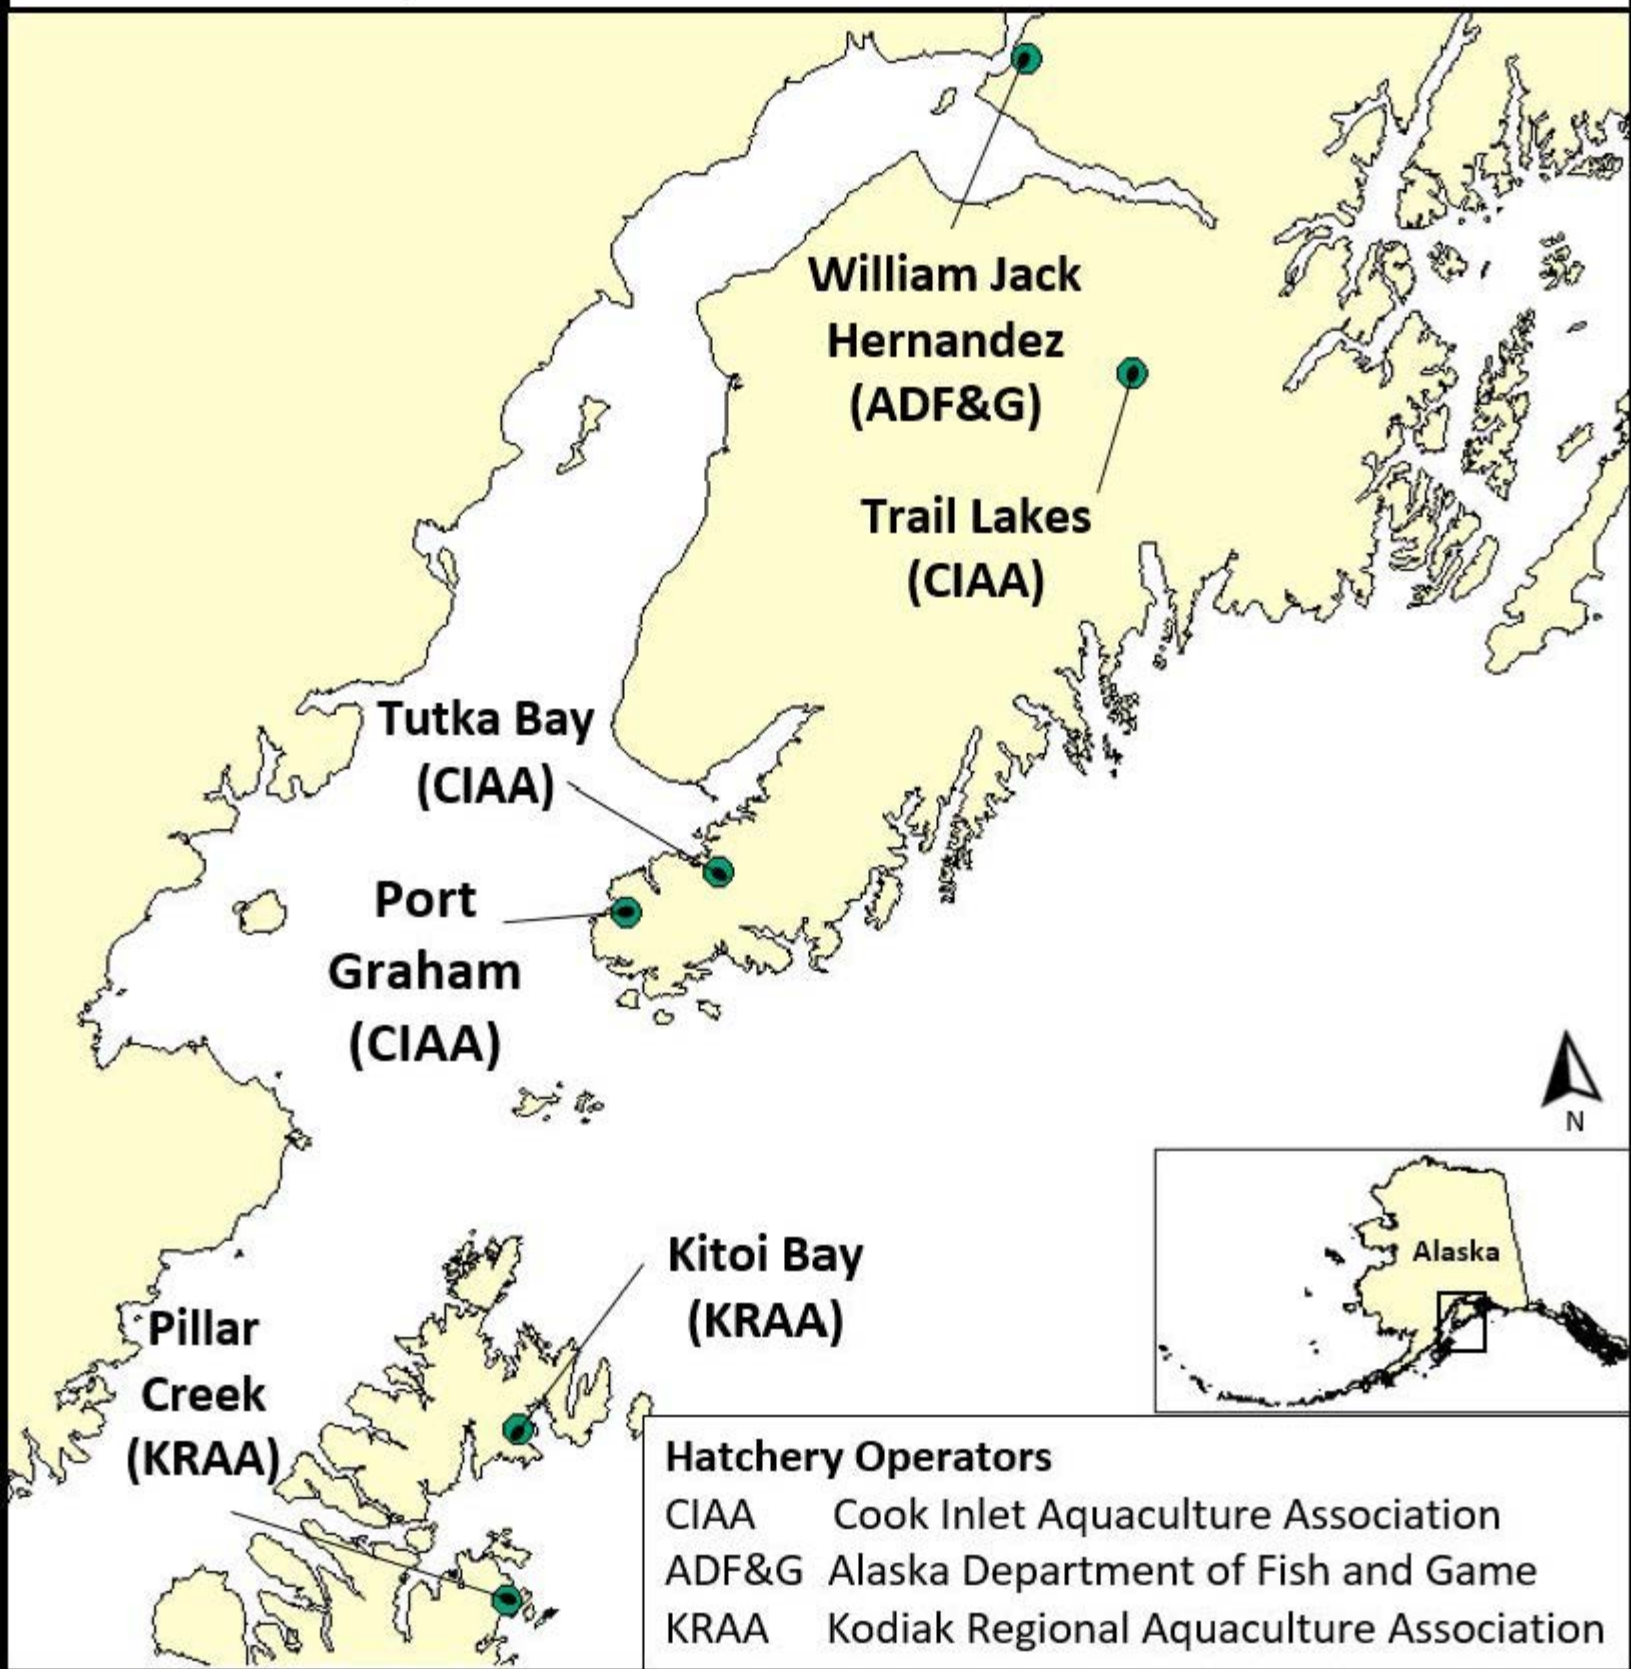 William Jack
Hernandez
(ADF&G)
Trail Lakes
(CIAA)
Tutka Bay
(CIAA)
Port
Graham
(CIAA)
N
Alaska
Kitoi Bay
(KRAA)
Pillar
Creek
(KRAA)
Hatchery Operators
CIAA Cook Inlet Aquaculture Association
ADF&G Alaska Department of Fish and Game
KRAA Kodiak Regional Aquaculture Association